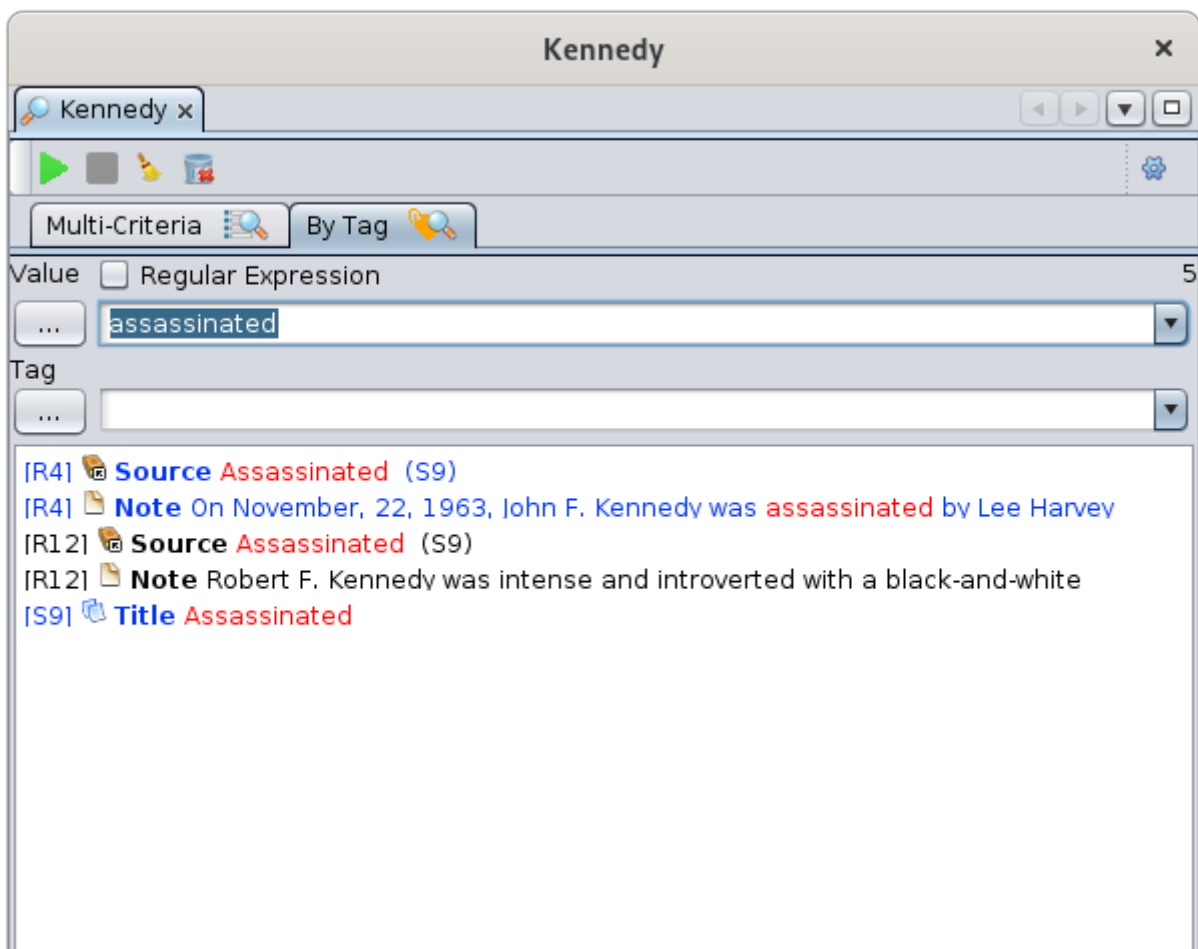 Kennedy
Kennedy
Multi-Criteria By Tag
Value Regular Expression 5
... assassinated
Tag
...
[R4] Source Assassinated (S9)
[R4] Note On November, 22, 1963, John F. Kennedy was assassinated by Lee Harvey
[R12] Source Assassinated (S9)
[R12] Note Robert F. Kennedy was intense and introverted with a black-and-white
[S9] Title Assassinated